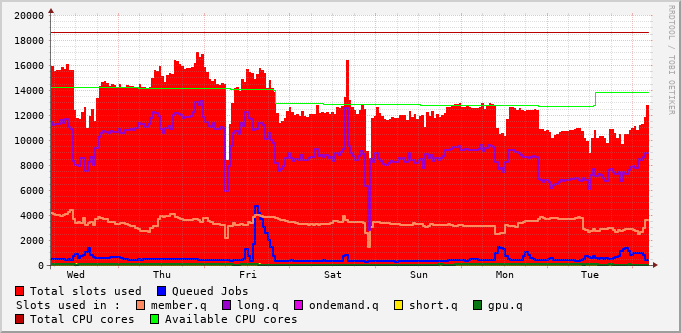 20000
18000
16000
14000
12000
10000
8000
6000
4000
2000
0
Wed Thu Fri Sat Sun Mon Tue
RRDTOOL / TOBI OETIKER
Total slots used Queued Jobs
Slots used in : member.q long.q ondemand.q short.q gpu.q
Total CPU cores Available CPU cores